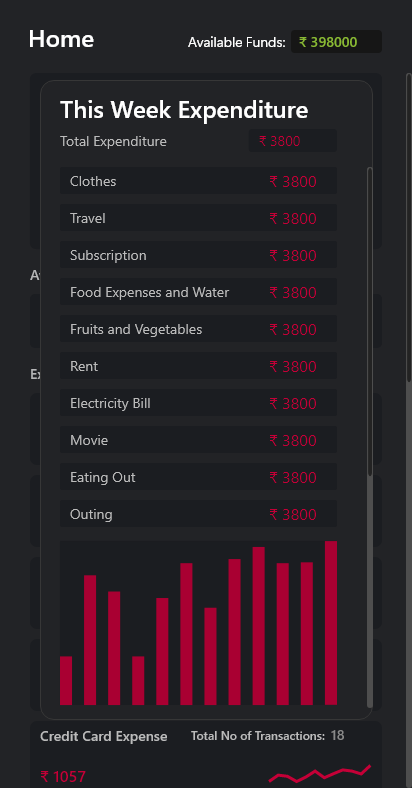 Home
Available Funds: ₹ 398000
This Week Expenditure
Total Expenditure ₹ 3800
Clothes ₹ 3800
Travel ₹ 3800
Subscription ₹ 3800
Food Expenses and Water ₹ 3800
Fruits and Vegetables ₹ 3800
Rent ₹ 3800
Electricity Bill ₹ 3800
Movie ₹ 3800
Eating Out ₹ 3800
Outing ₹ 3800
Credit Card Expense Total No of Transactions: 18
₹ 1057